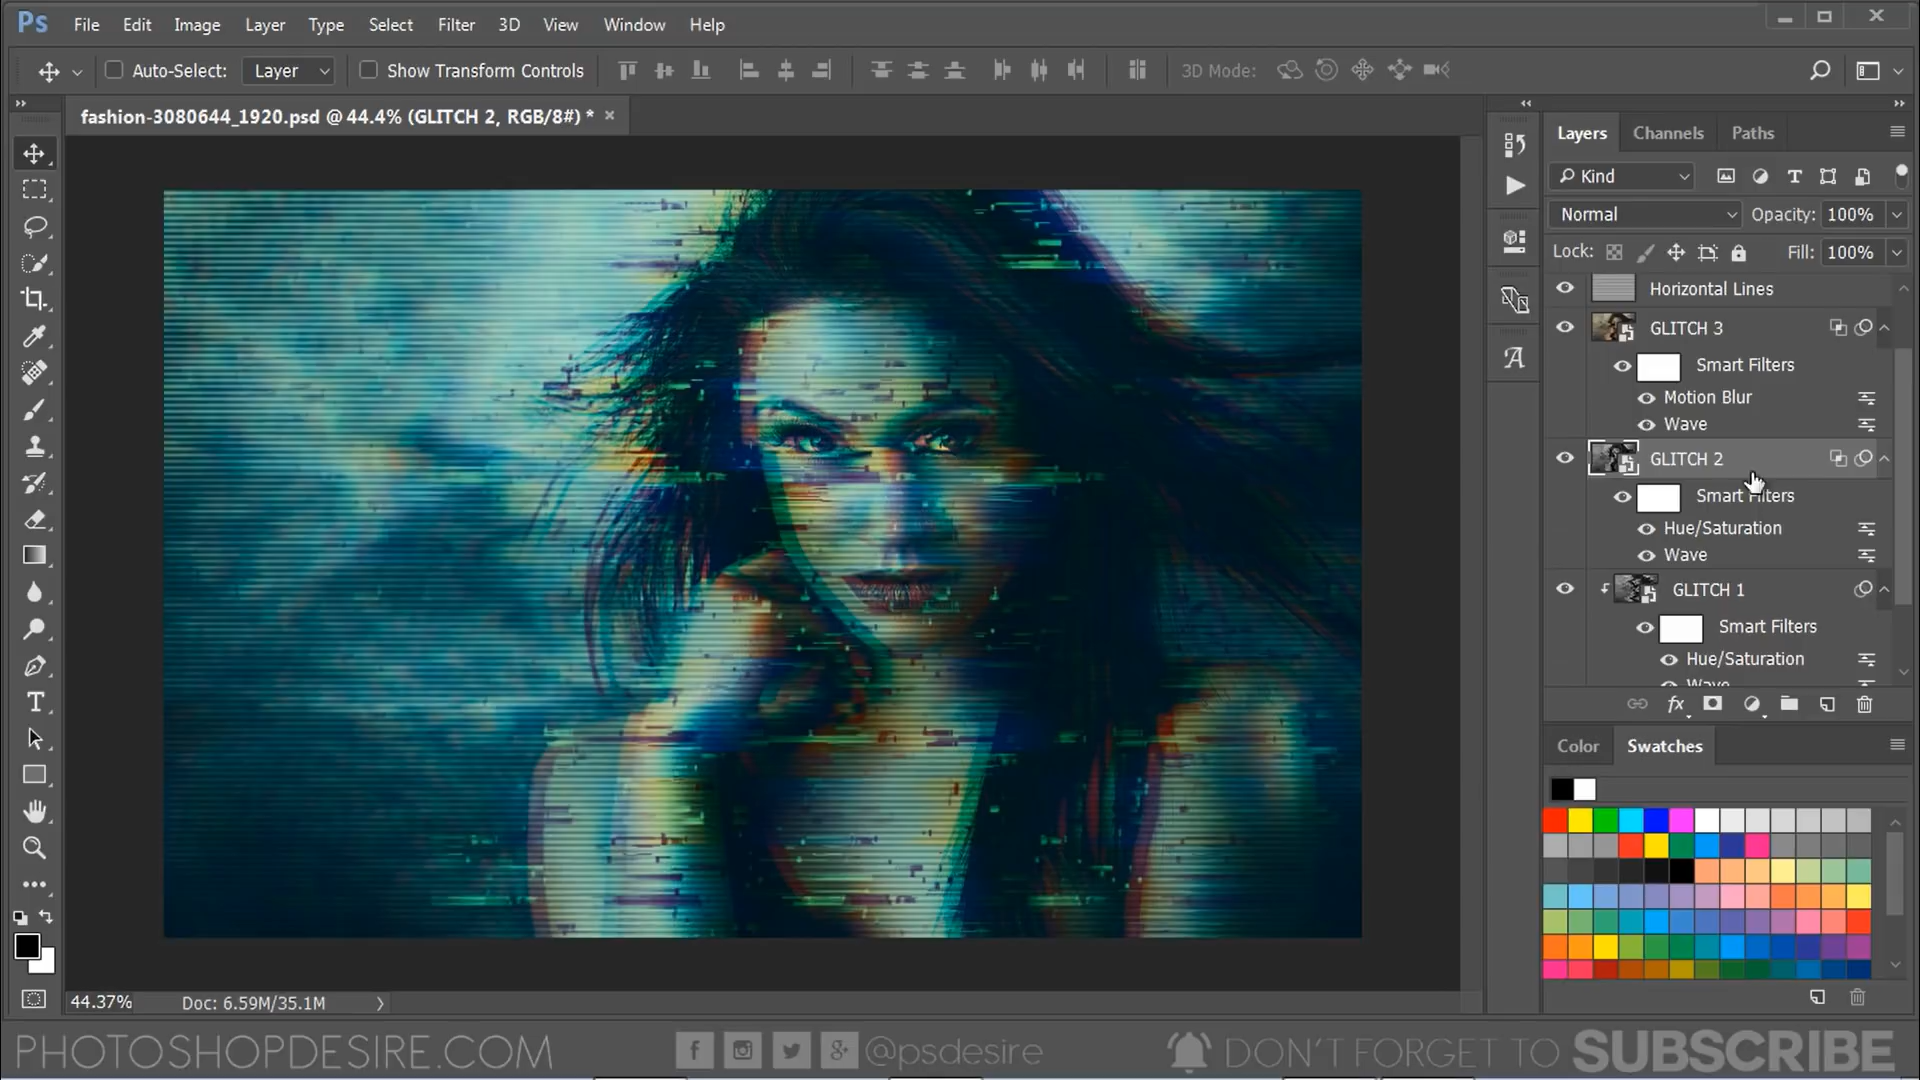 Ps File Edit Image Layer Type Select Filter 3D View Window Help
Auto-Select: Layer Show Transform Controls 3D Mode:
fashion-3080644_1920.psd @ 44.4% (GLITCH 2, RGB/8#) * ×
Layers Channels Paths
Kind
Normal Opacity: 100%
Lock: Fill: 100%
Horizontal Lines
GLITCH 3
Smart Filters
Motion Blur
Wave
GLITCH 2
Smart Filters
Hue/Saturation
Wave
GLITCH 1
Smart Filters
Hue/Saturation
Wave
fx
Color Swatches
44.37% Doc: 6.59M/35.1M
PHOTOSHOPDESIRE.COM @psdesire DON'T FORGET TO SUBSCRIBE